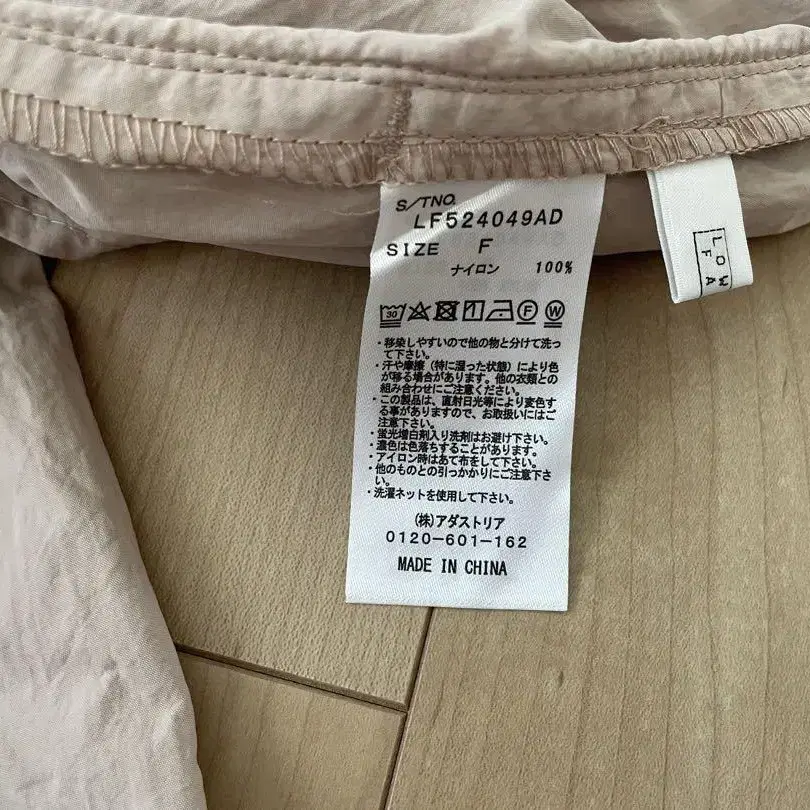 S/TNO.
LF524049AD
SIZE F
ナイロン 100%
30 F W
・移染しやすいので他の物と分けて洗っ
て下さい。
・汗や摩擦（特に湿った状態）により色
が移る場合があります。他の衣類との
組み合わせにご注意ください。
・この製品は、直射日光等により変色す
る事がありますので、お取扱いにはご
注意下さい。
・蛍光増白剤入り洗剤はお避け下さい。
・濃色は色落ちすることがあります。
・アイロン時はあて布をして下さい。
・他のものとの引っかかりにご注意下さ
い。
・洗濯ネットを使用して下さい。
(株)アダストリア
0120-601-162
MADE IN CHINA
LOW
F A